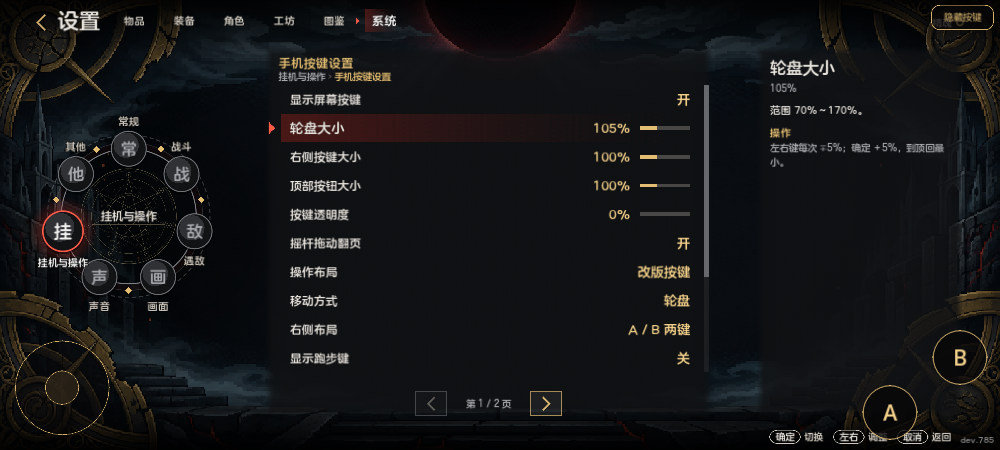 设置
物品 装备 角色 工坊 图鉴 系统
隐藏按键
手机按键设置
挂机与操作 › 手机按键设置
显示屏幕按键 开
轮盘大小 105%
右侧按键大小 100%
顶部按钮大小 100%
按键透明度 0%
摇杆拖动翻页 开
操作布局 改版按键
移动方式 轮盘
右侧布局 A / B 两键
显示跑步键 关
第 1 / 2 页
常规
常
其他
他
战斗
战
挂机与操作
挂
挂机与操作
敌
遇敌
声
声音
画
画面
轮盘大小
105%
范围 70% ~ 170%。
操作
左右键每次 ∓5%；确定 +5%，到顶回最
小。
B
A
确定 切换 左右 调整 取消 返回
dev.785